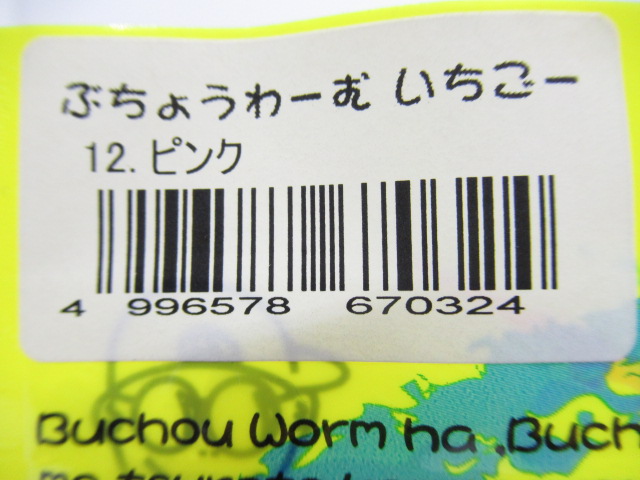 ぶちょうわーむ いちごー
12.ピンク
4 996578 670324
Buchou Worm ha ,Buch